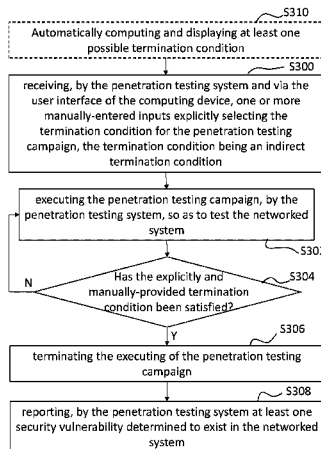 S310
Automatically computing and displaying at least one
possible termination condition
S300
receiving, by the penetration testing system and via the
user interface of the computing device, one or more
manually-entered inputs explicitly selecting the
termination condition for the penetration testing
campaign, the termination condition being an indirect
termination condition
executing the penetration testing campaign, by the
penetration testing system, so as to test the networked
system
S302
S304
N
Has the explicitly and
manually-provided termination
condition been satisfied?
Y
S306
terminating the executing of the penetration testing
campaign
S308
reporting, by the penetration testing system at least one
security vulnerability determined to exist in the networked
system